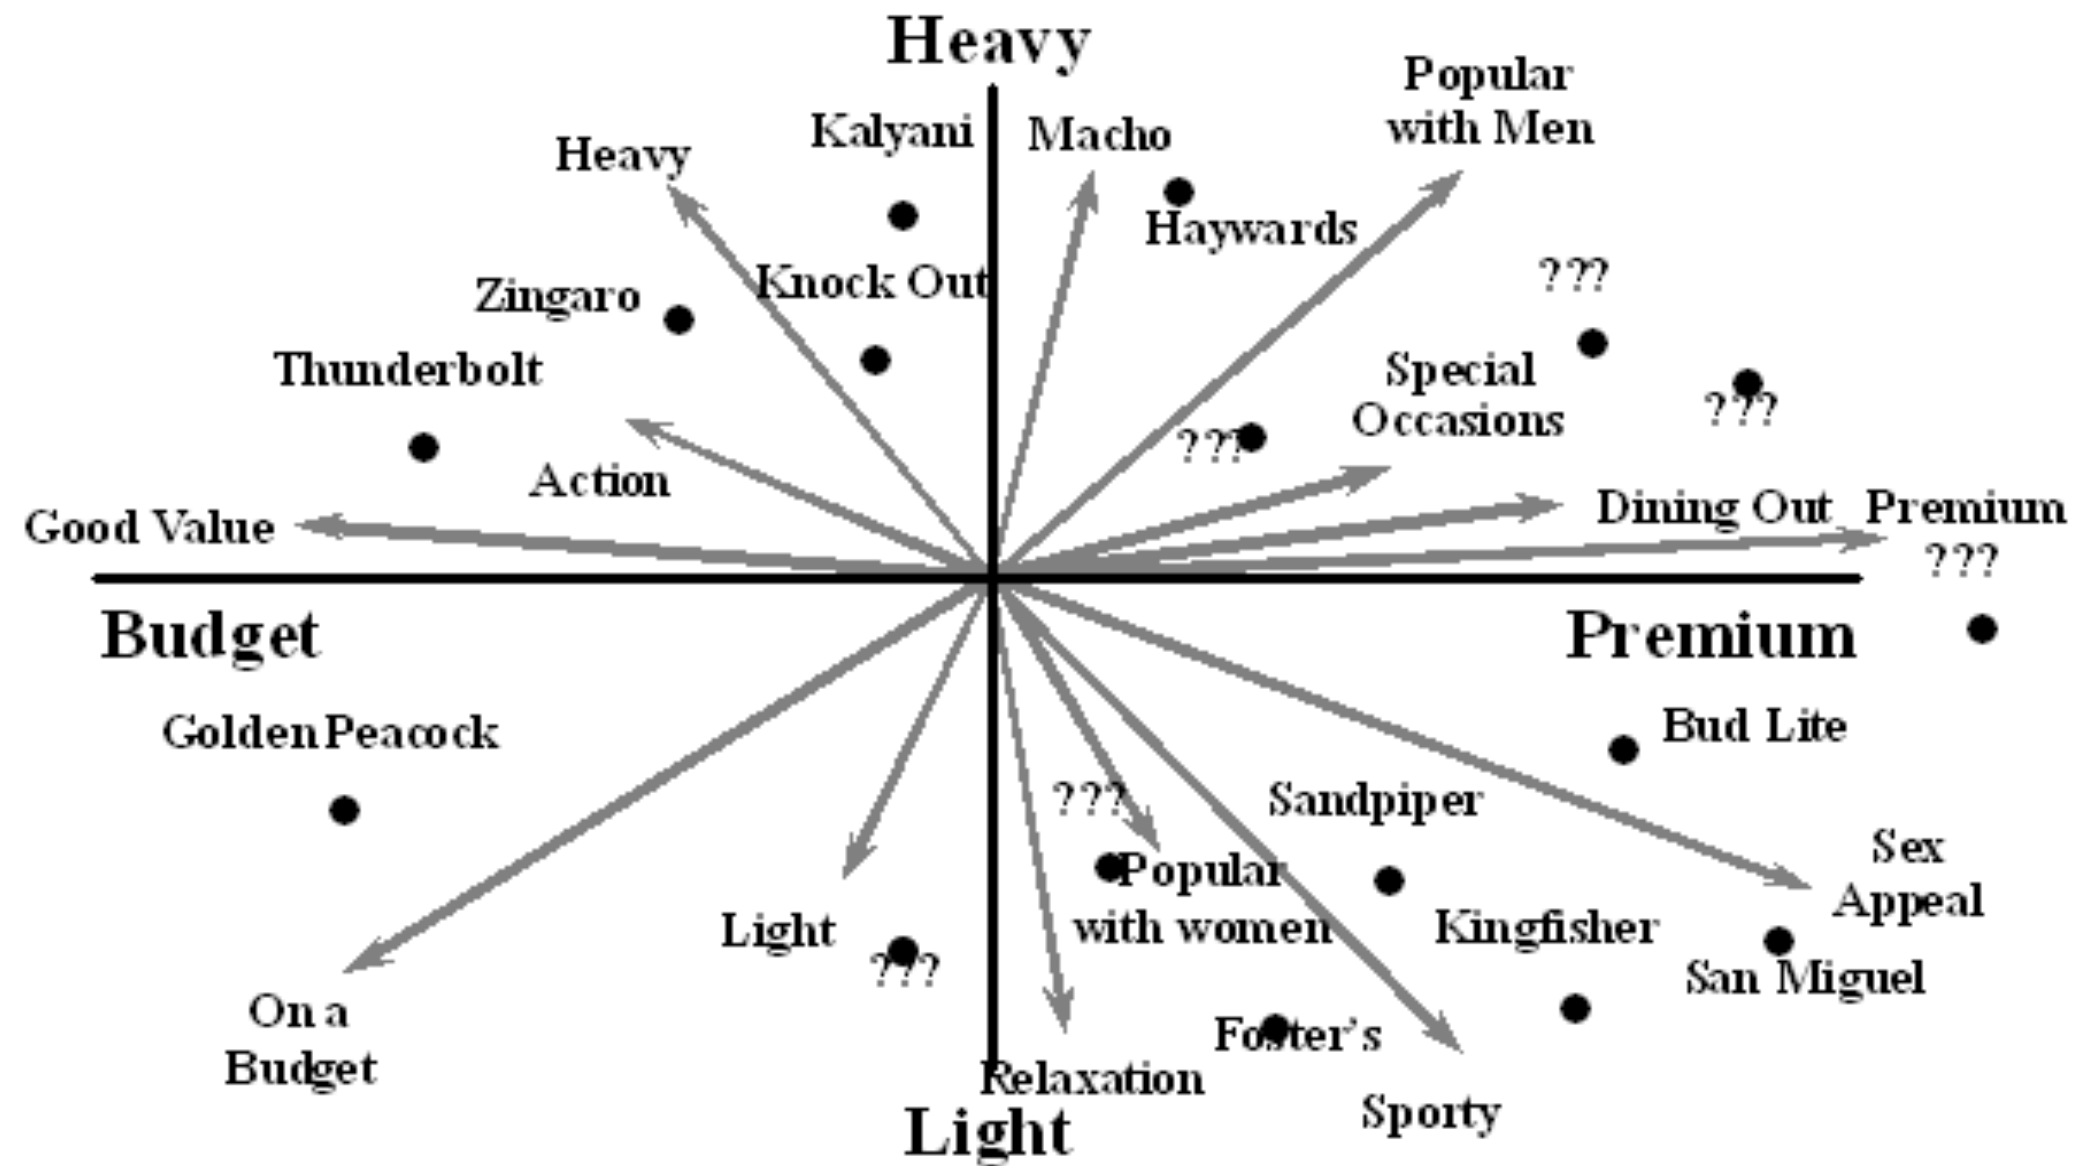 Heavy
Popular
with Men
Kalyani
Macho
Heavy
Haywards
???
Knock Out
Zingaro
Thunderbolt
Special
Occasions
???
???
Action
Good Value
Dining Out
Premium
???
Budget
Premium
Golden Peacock
Bud Lite
???
Sandpiper
Sex
Appeal
Popular
with women
Light
Kingfisher
???
San Miguel
On a
Budget
Foster's
Relaxation
Sporty
Light